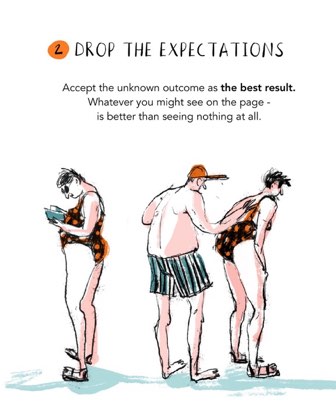 2 DROP THE EXPECTATIONS
Accept the unknown outcome as the best result.
Whatever you might see on the page -
is better than seeing nothing at all.